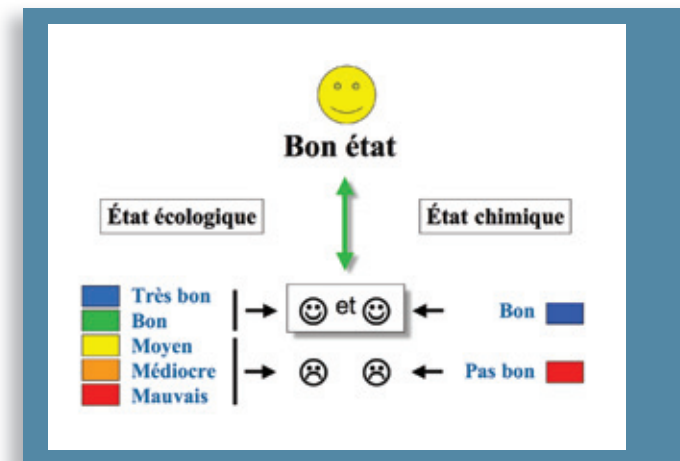 Bon état
État écologique
État chimique
Très bon
Bon
Moyen
Médiocre
Mauvais
et
Bon
Pas bon